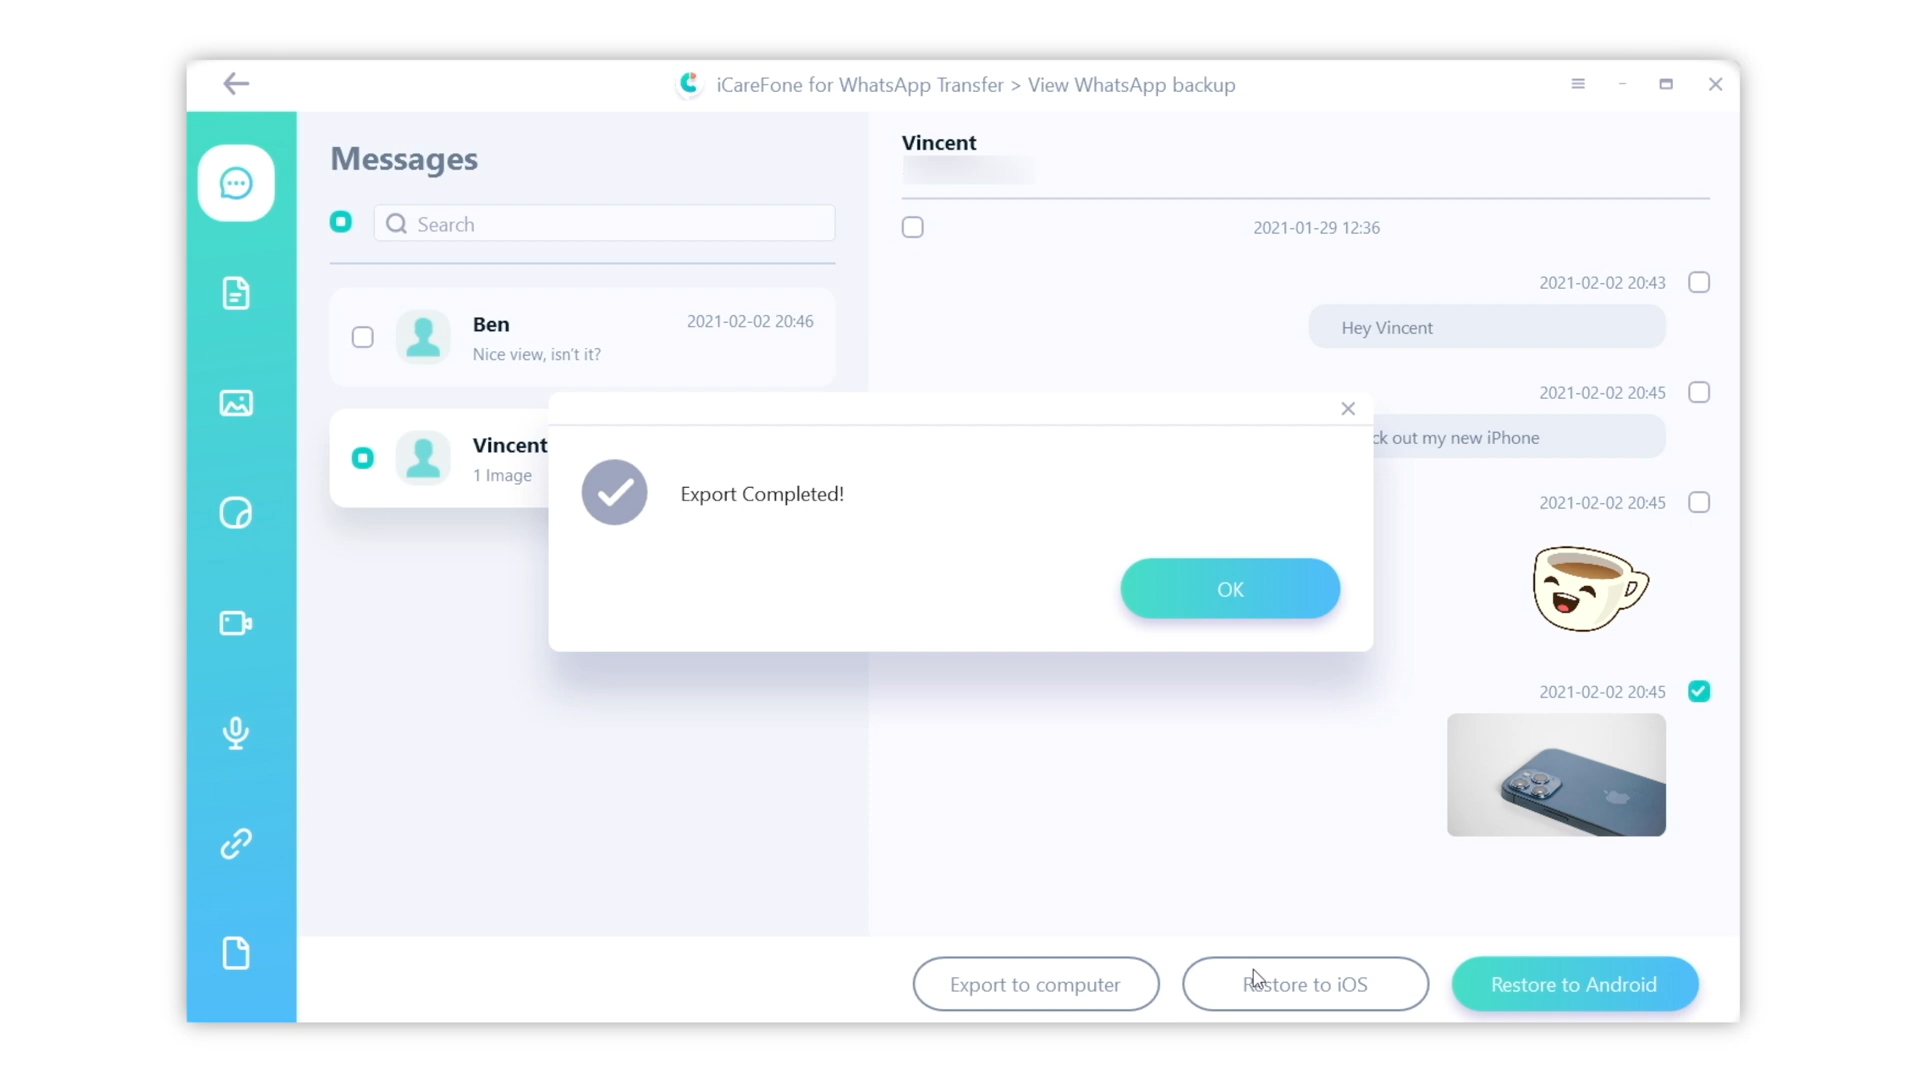 iCareFone for WhatsApp Transfer > View WhatsApp backup
Messages
Search
Ben
2021-02-02 20:46
Nice view, isn't it?
Vincent
1 Image
Vincent
2021-01-29 12:36
2021-02-02 20:43
Hey Vincent
2021-02-02 20:45
ck out my new iPhone
2021-02-02 20:45
2021-02-02 20:45
Export Completed!
OK
Export to computer
Restore to iOS
Restore to Android